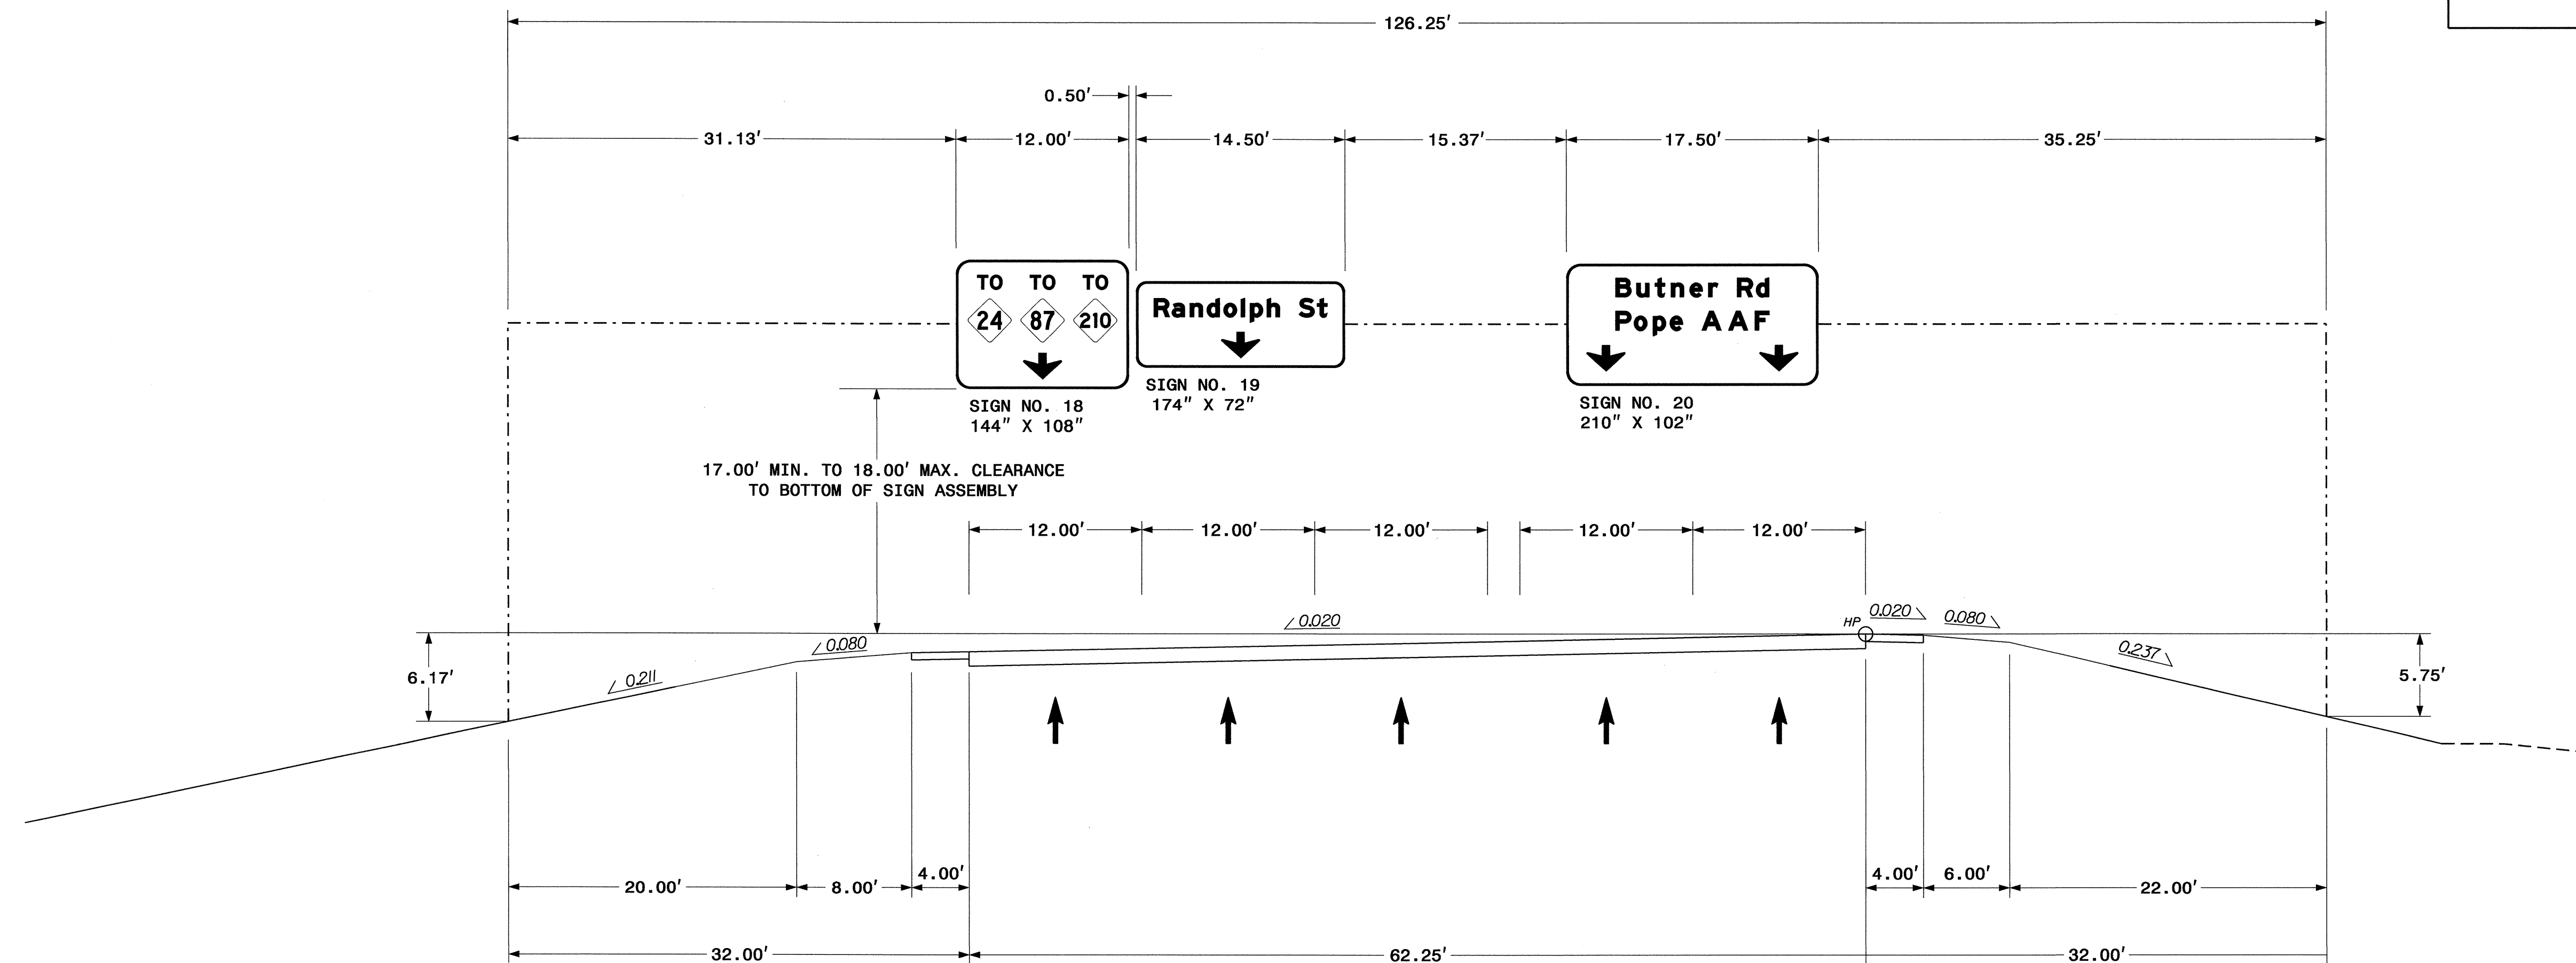 126.25'
0.50'
31.13' 12.00' 14.50' 15.37' 17.50' 35.25'
TO TO TO
24 87 210
Randolph St
Butner Rd
Pope AAF
SIGN NO. 18
144" X 108"
SIGN NO. 19
174" X 72"
SIGN NO. 20
210" X 102"
17.00' MIN. TO 18.00' MAX. CLEARANCE
TO BOTTOM OF SIGN ASSEMBLY
12.00' 12.00' 12.00' 12.00' 12.00'
0.211 0.080 0.020 HP 0.020 0.080 0.237
6.17' 5.75'
20.00' 8.00' 4.00' 4.00' 6.00' 22.00'
32.00' 62.25' 32.00'